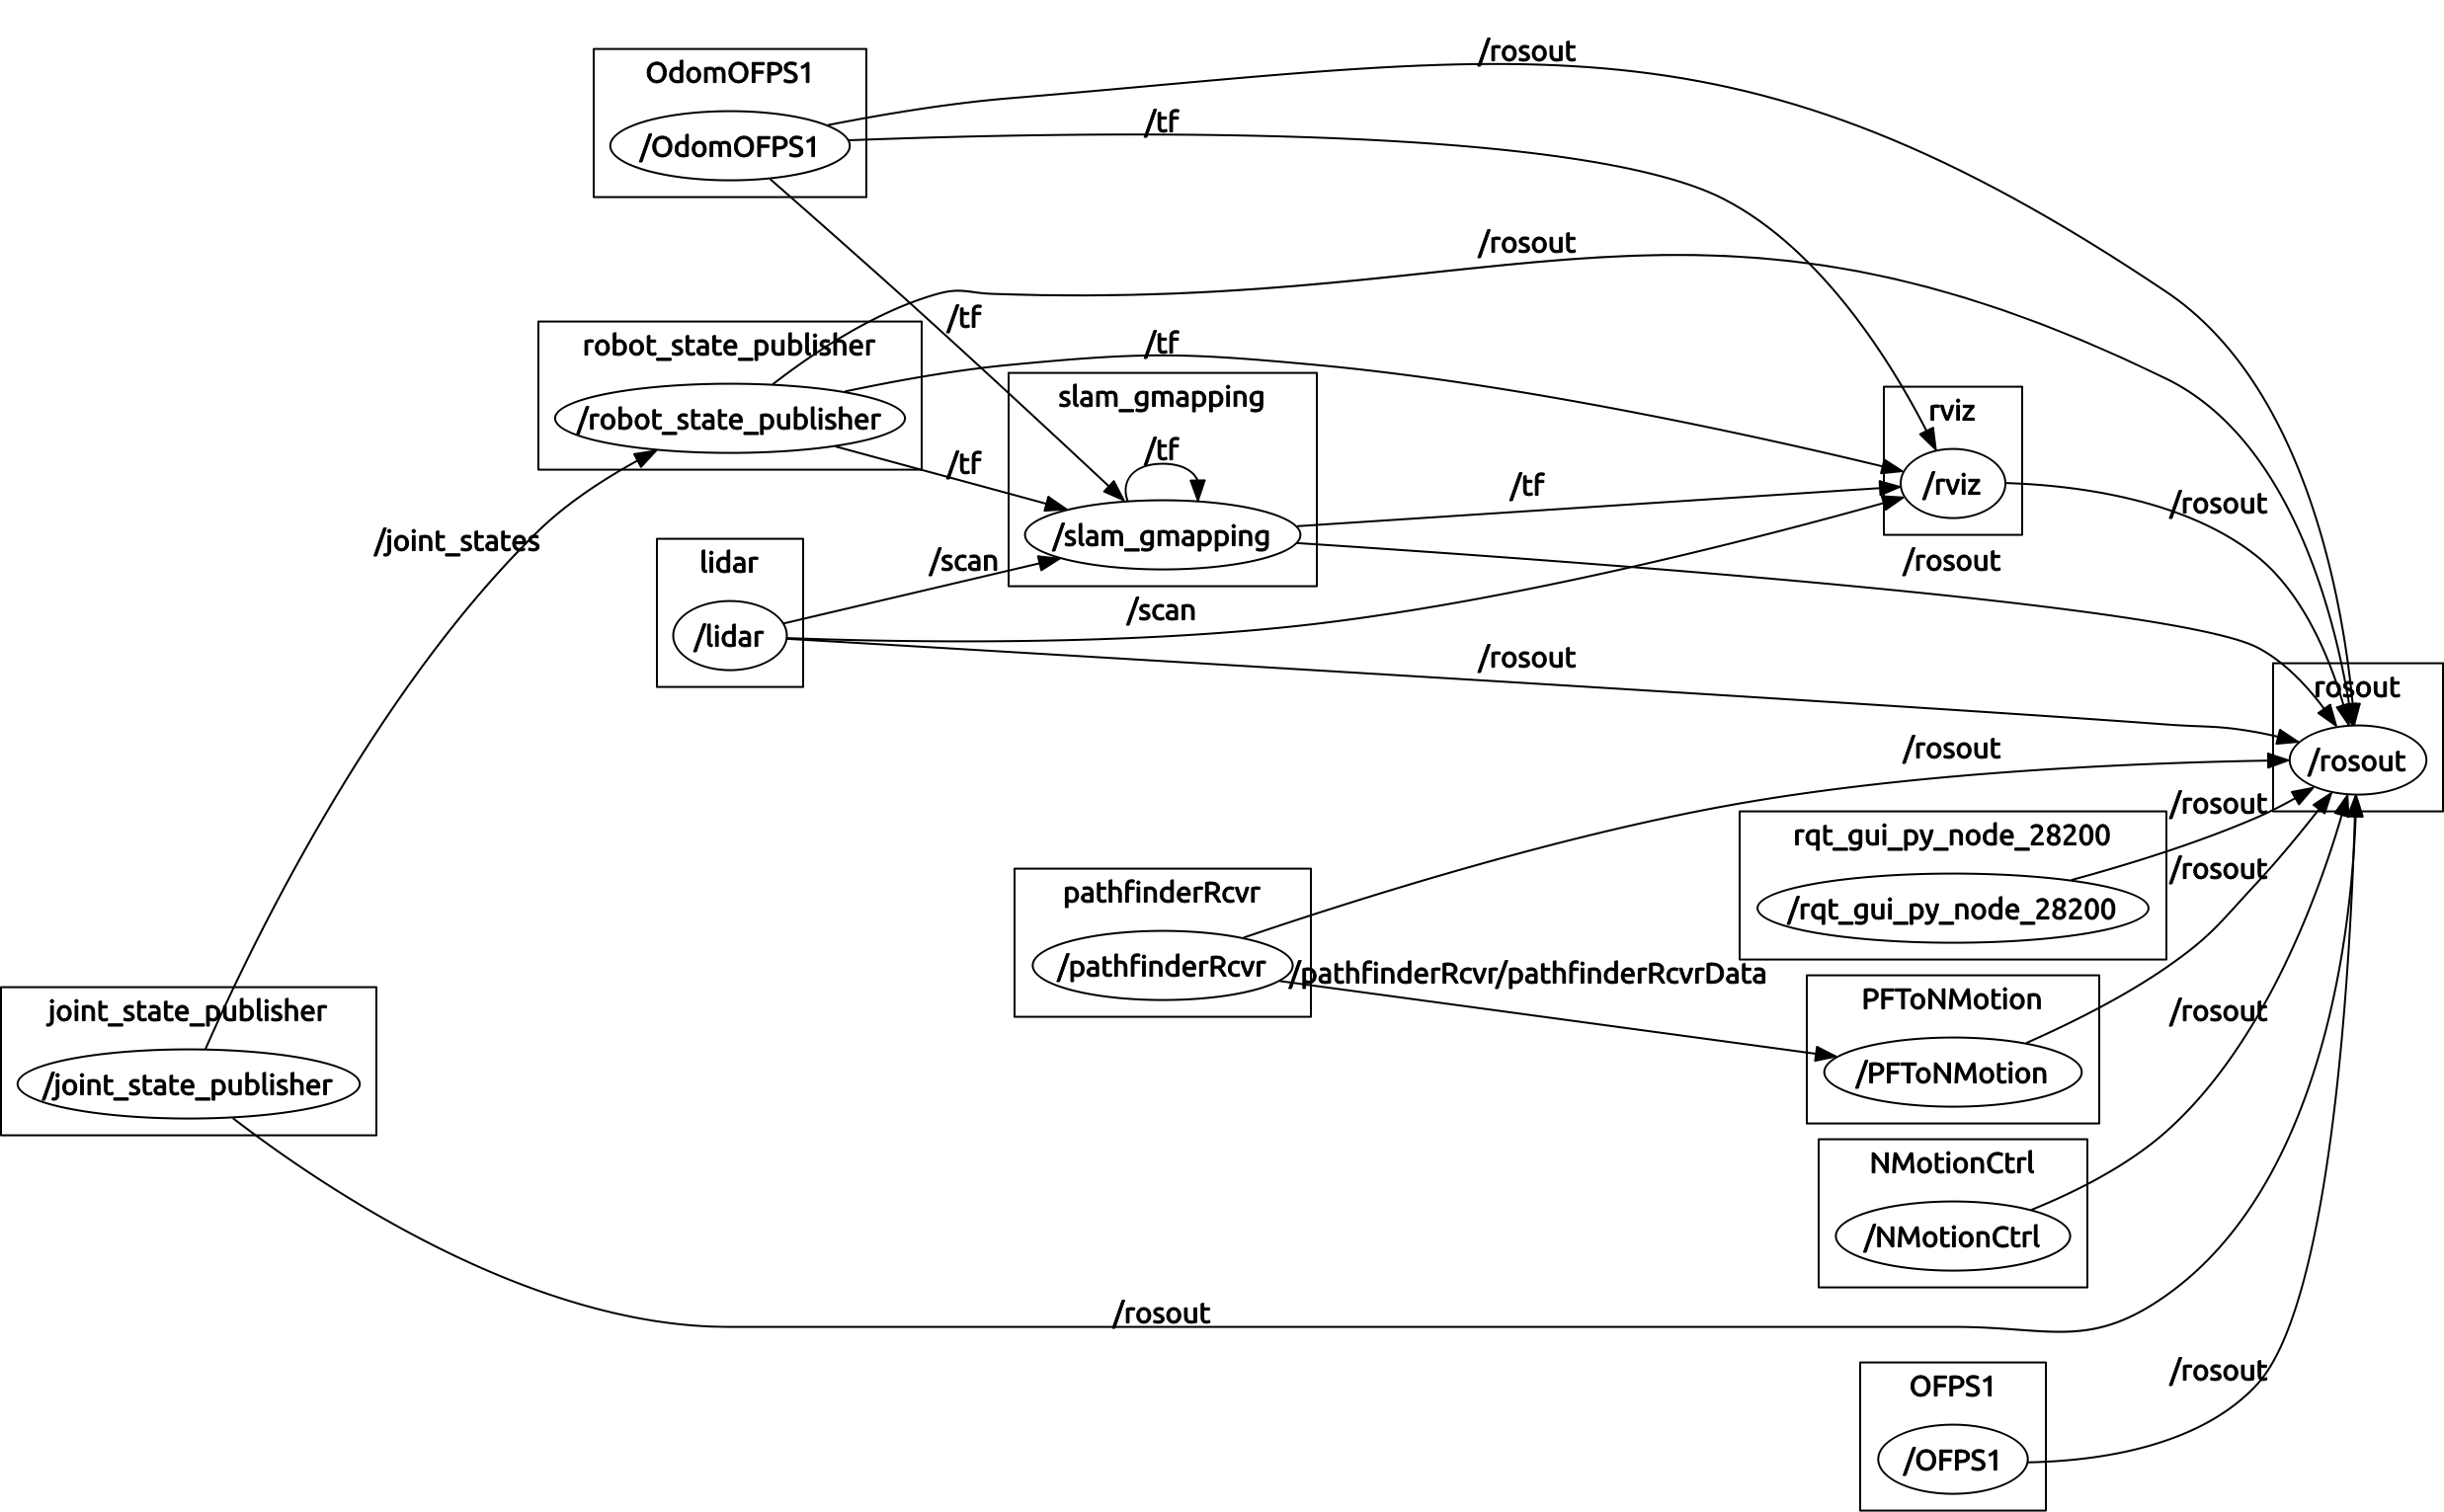 /rosout
OdomOFPS1
/tf
/OdomOFPS1
/rosout
/tf
robot_state_publisher
/tf
slam_gmapping
rviz
/robot_state_publisher
/tf
/tf
/tf
/rviz
/rosout
/joint_states
/slam_gmapping
lidar
/scan
/rosout
/scan
/lidar
/rosout
rosout
/rosout
/rosout
/rosout
rqt_gui_py_node_28200
/rosout
pathfinderRcvr
/rqt_gui_py_node_28200
/pathfinderRcvr
/pathfinderRcvr/pathfinderRcvrData
PFToNMotion
joint_state_publisher
/rosout
/PFToNMotion
/joint_state_publisher
NMotionCtrl
/NMotionCtrl
/rosout
/rosout
OFPS1
/OFPS1